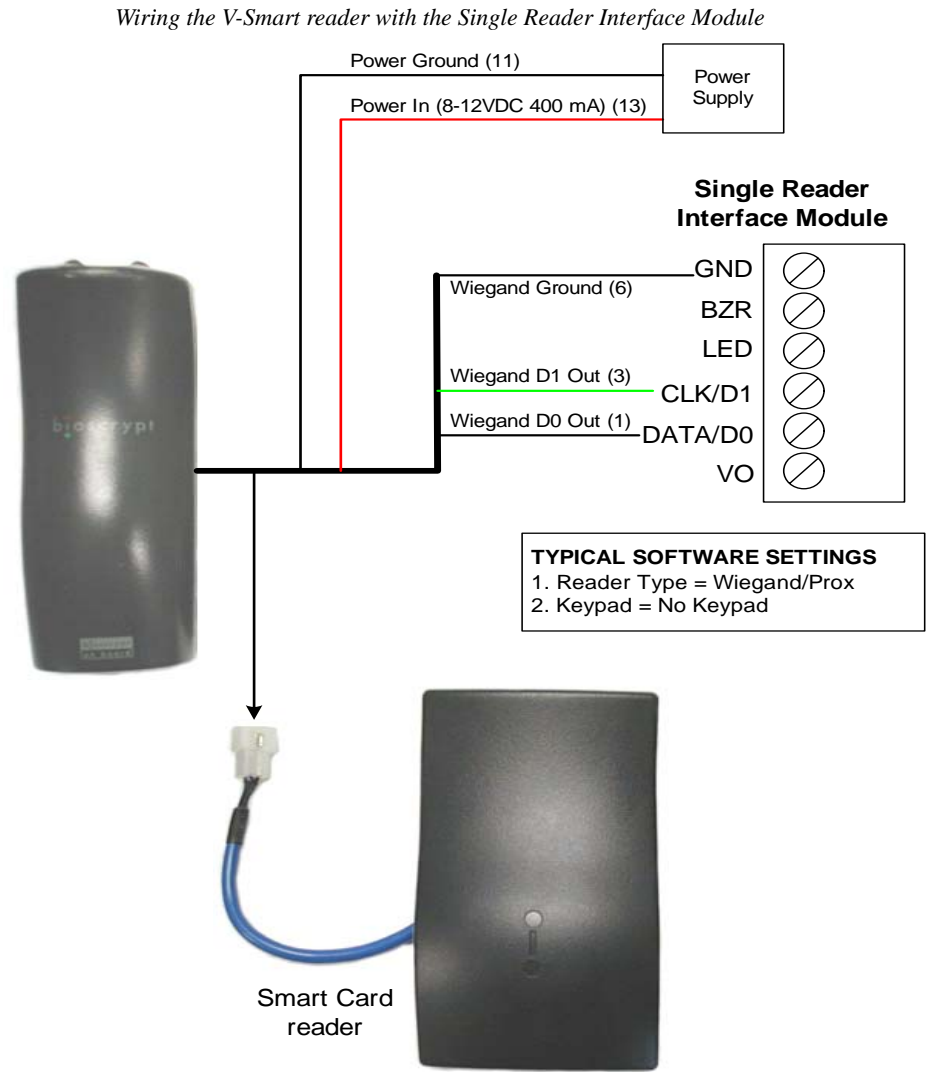 Wiring the V-Smart reader with the Single Reader Interface Module
Power Ground (11)
Power In (8-12VDC 400 mA) (13)
Power
Supply
Single Reader
Interface Module
GND
Wiegand Ground (6)
BZR
LED
Wiegand D1 Out (3)
CLK/D1
Wiegand D0 Out (1)
DATA/D0
VO
bioscrypt
TYPICAL SOFTWARE SETTINGS
1. Reader Type = Wiegand/Prox
2. Keypad = No Keypad
Smart Card
reader